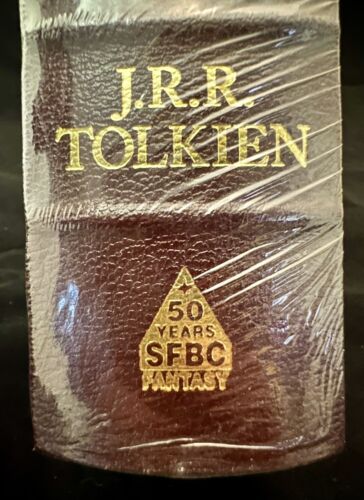 J.R.R.
TOLKIEN
50
YEARS
SFBC
FANTASY